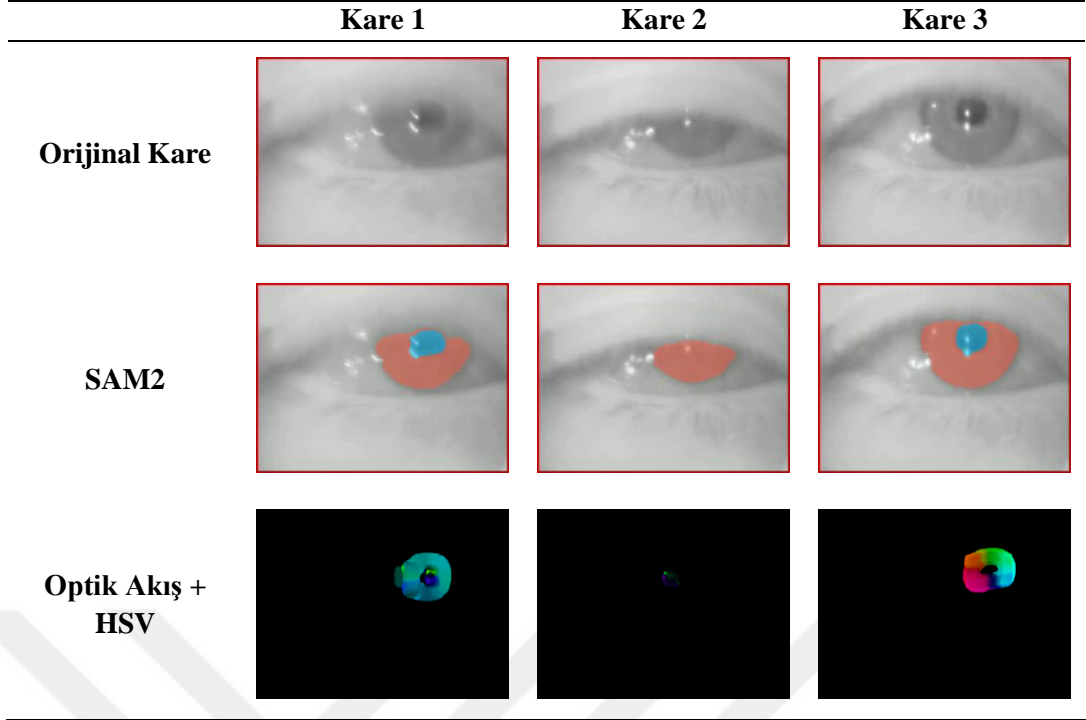 Kare 1 Kare 2 Kare 3
Orijinal Kare
SAM2
Optik Akış +
HSV